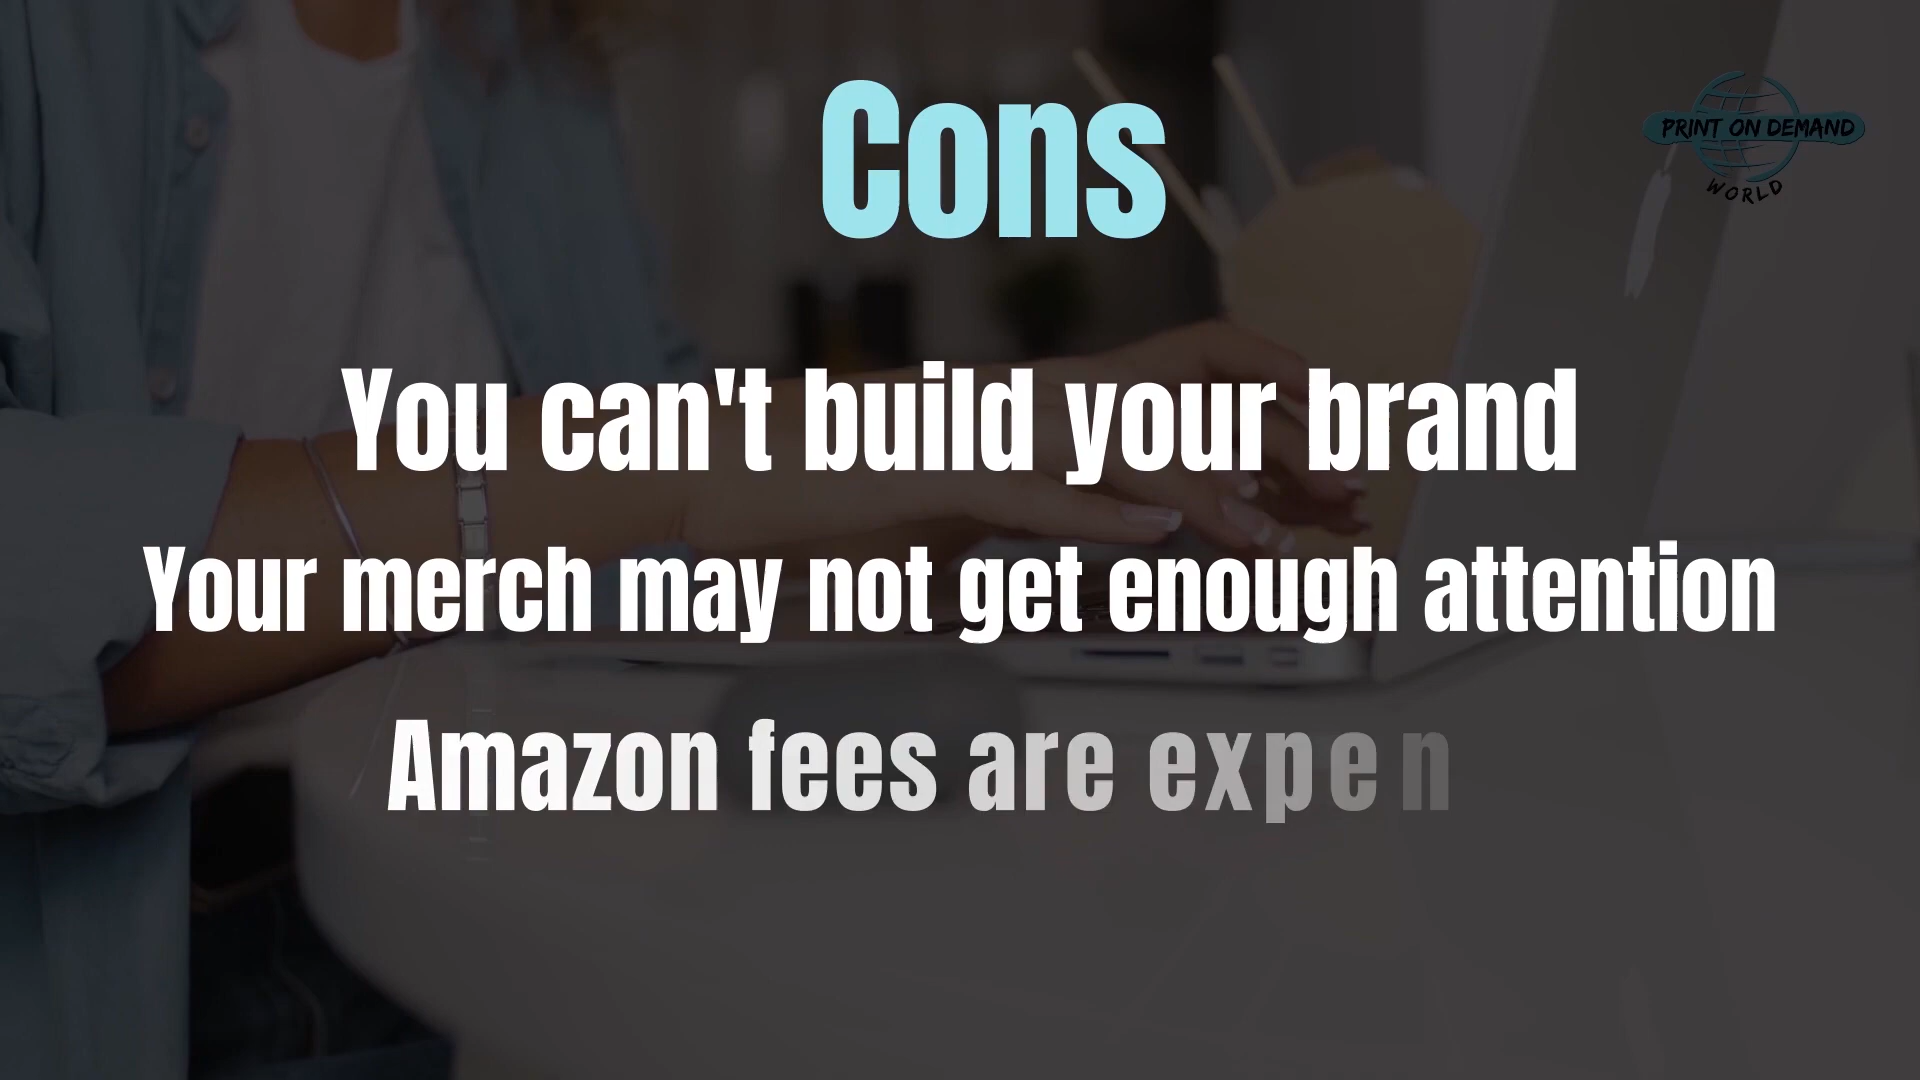 Cons
PRINT ON DEMAND
WORLD
You can't build your brand
Your merch may not get enough attention
Amazon fees are expen